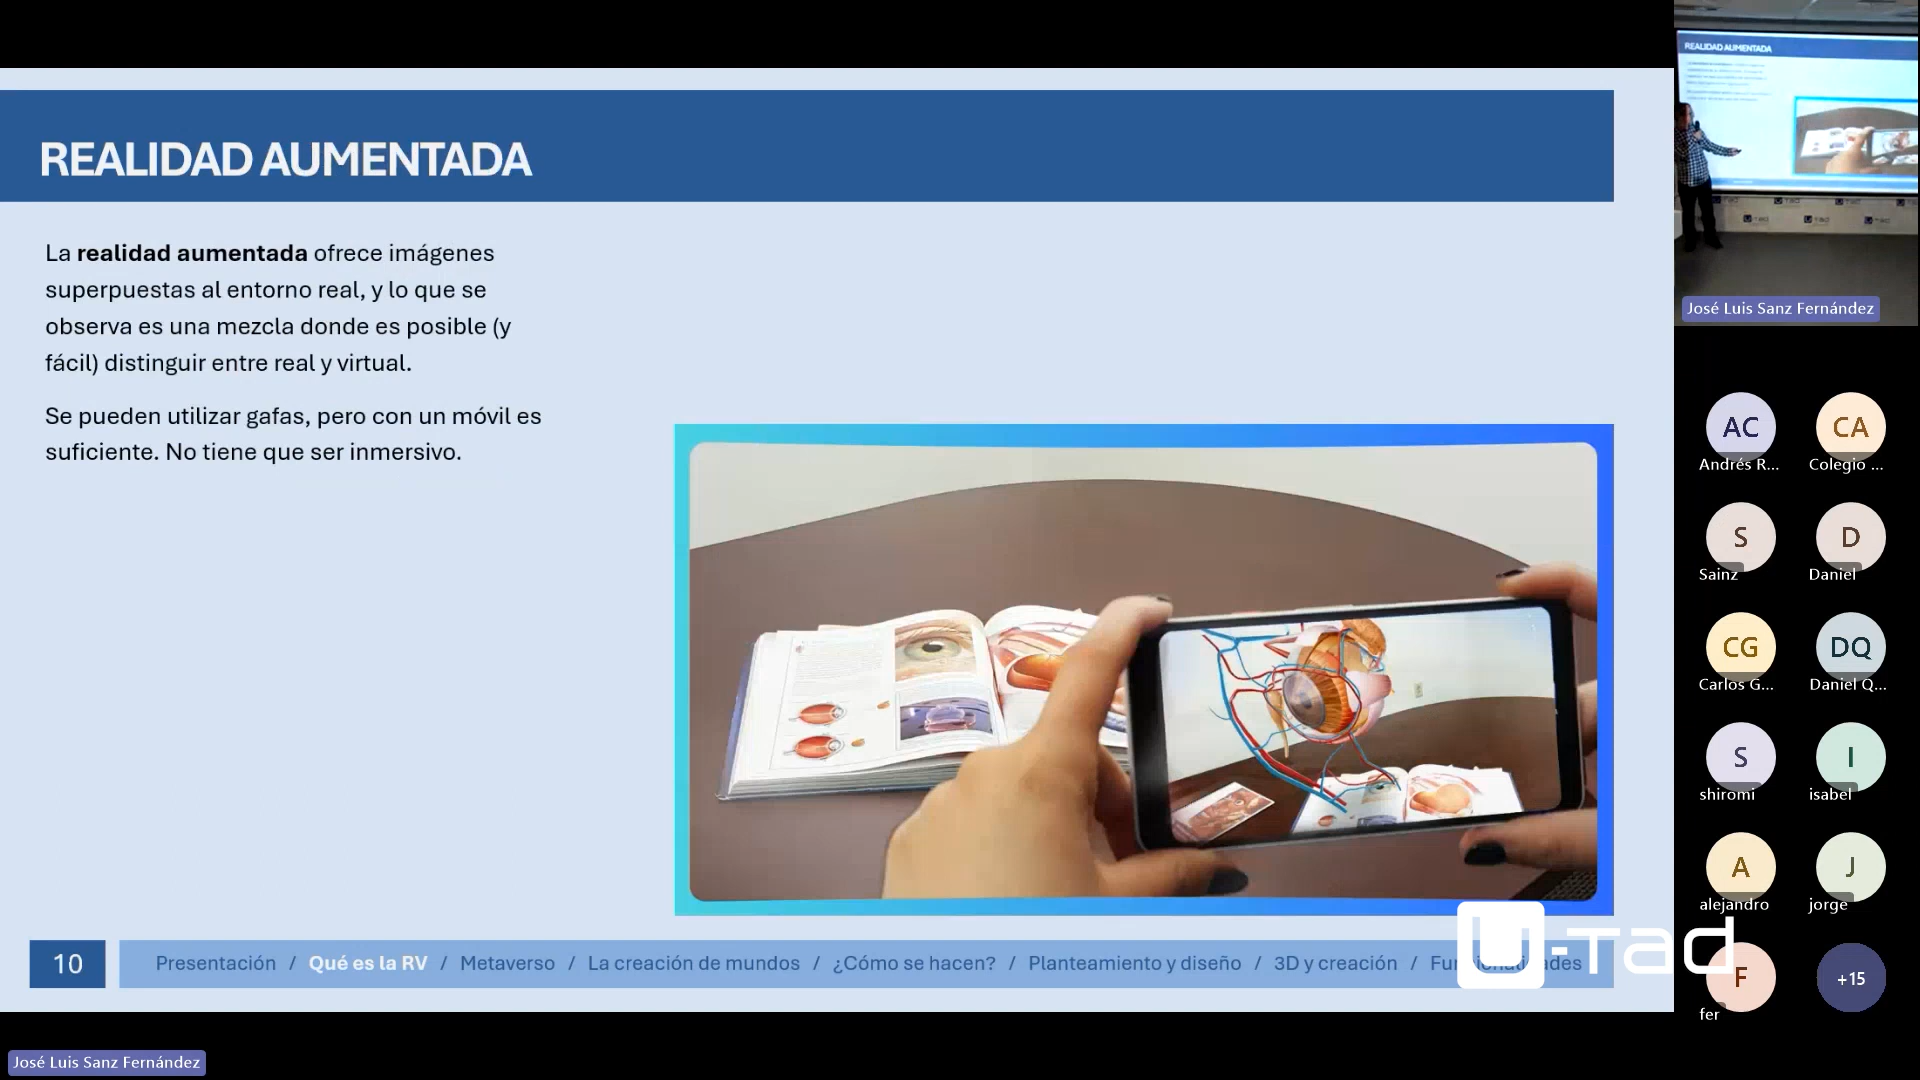 REALIDAD AUMENTADA
La realidad aumentada ofrece imágenes
superpuestas al entorno real, y lo que se
observa es una mezcla donde es posible (y
fácil) distinguir entre real y virtual.
Se pueden utilizar gafas, pero con un móvil es
suficiente. No tiene que ser inmersivo.
10
Presentación / Qué es la RV / Metaverso / La creación de mundos / ¿Cómo se hacen? / Planteamiento y diseño / 3D y creación /
U-Tad
José Luis Sanz Fernández
REALIDAD AUMENTADA
José Luis Sanz Fernández
AC
Andrés R...
CA
Colegio ...
S
Sainz
D
Daniel
CG
Carlos G...
DQ
Daniel Q...
S
shiromi
I
isabel
A
alejandro
J
jorge
F
fer
+15